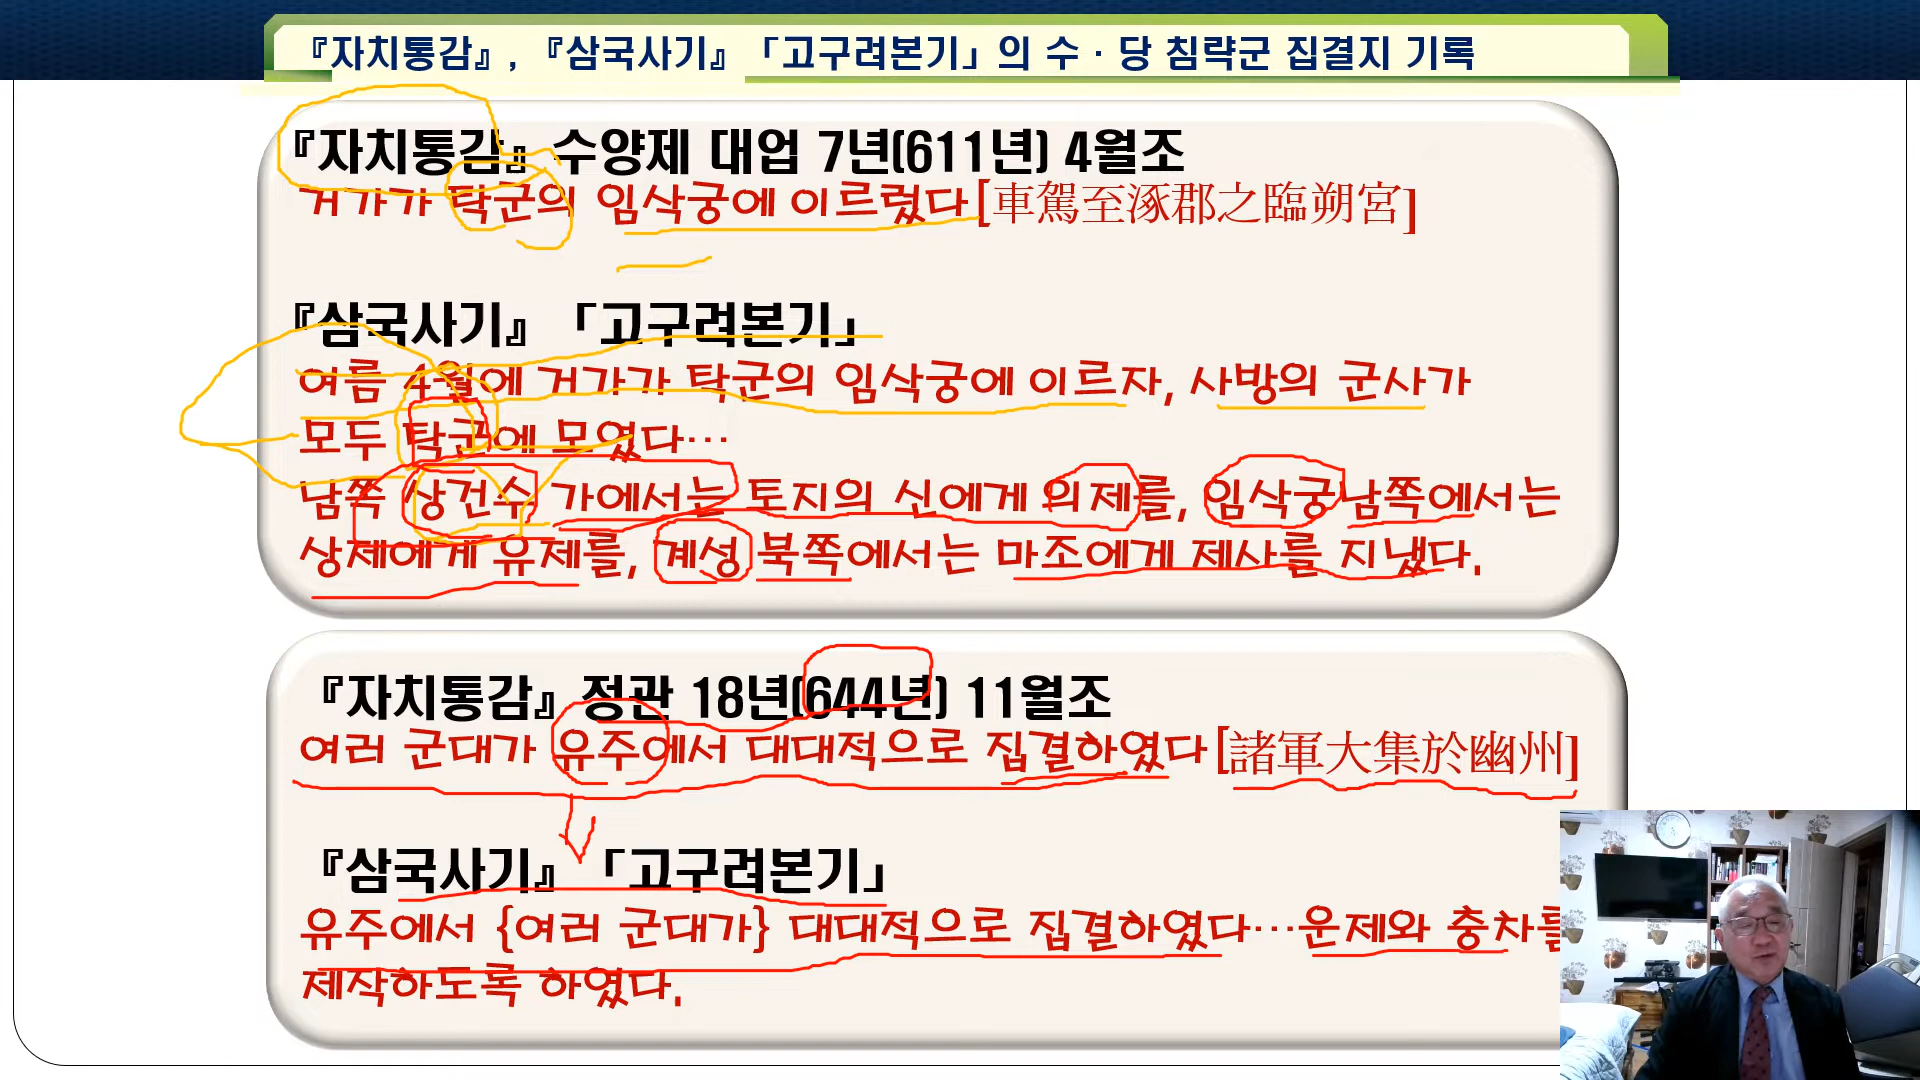 『자치통감』, 『삼국사기』 「고구려본기」의 수·당 침략군 집결지 기록
『자치통감』 수양제 대업 7년(611년) 4월조
거가가 탁군의 임삭궁에 이르렀다[車駕至涿郡之臨朔宮]
『삼국사기』 「고구려본기」
여름 4월에 거가가 탁군의 임삭궁에 이르자, 사방의 군사가
모두 탁군에 모였다…
남쪽 상건수 가에서는 토지의 신에게 의제를, 임삭궁남쪽에서는
상제에게 유제를, 계성 북쪽에서는 마조에게 제사를 지냈다.
『자치통감』 정관 18년(644년) 11월조
여러 군대가 유주에서 대대적으로 집결하였다[諸軍大集於幽州]
『삼국사기』 「고구려본기」
유주에서 {여러 군대가} 대대적으로 집결하였다…운제와 충차를
제작하도록 하였다.